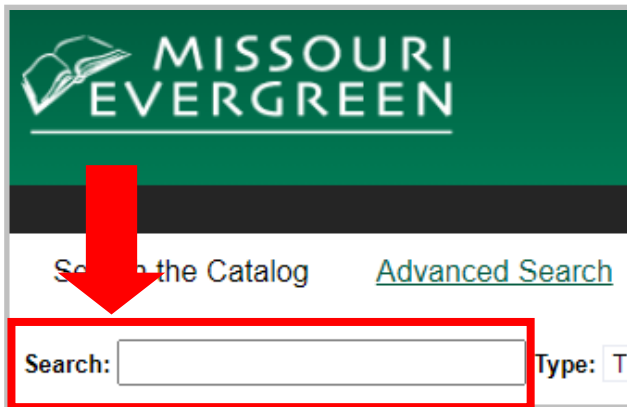 MISSOURI
EVERGREEN
the Catalog Advanced Search
Search: Type: T